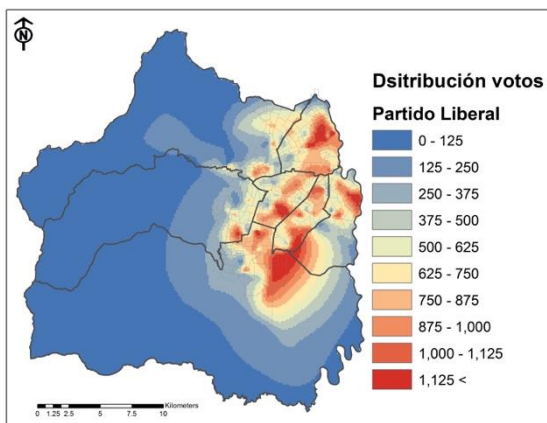 N
Dsitribución votos
Partido Liberal
0 - 125
125 - 250
250 - 375
375 - 500
500 - 625
625 - 750
750 - 875
875 - 1,000
1,000 - 1,125
1,125 <
Kilometers
0 1.25 2.5 5 7.5 10